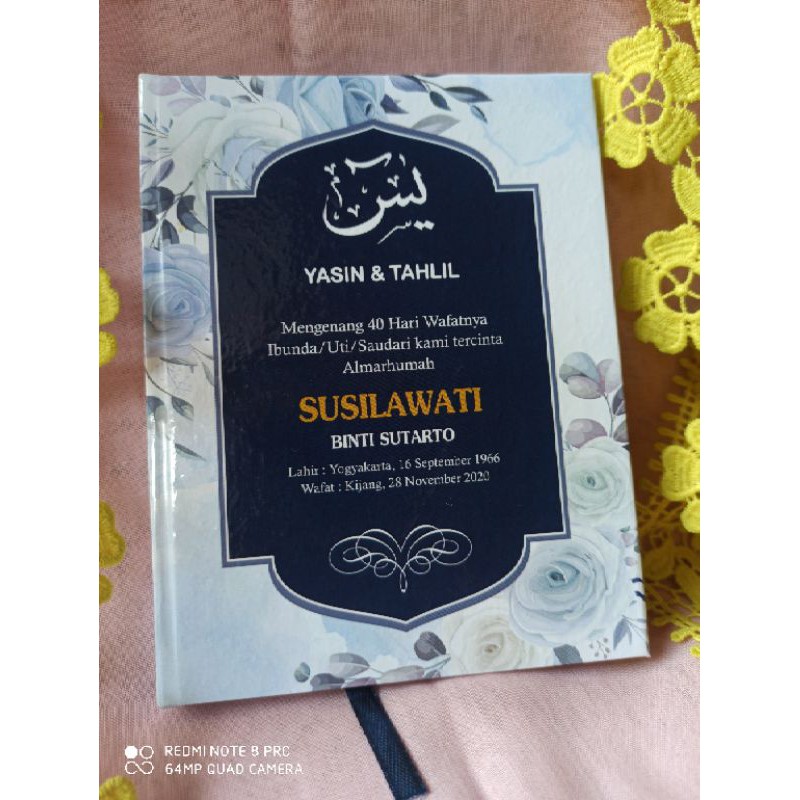 يس
YASIN & TAHLIL
Mengenang 40 Hari Wafatnya
Ibunda/Uti/Saudari kami tercinta
Almarhumah
SUSILAWATI
BINTI SUTARTO
Lahir : Yogyakarta, 16 September 1966
Wafat : Kijang, 28 November 2020
REDMI NOTE 8 PRO
64MP QUAD CAMERA